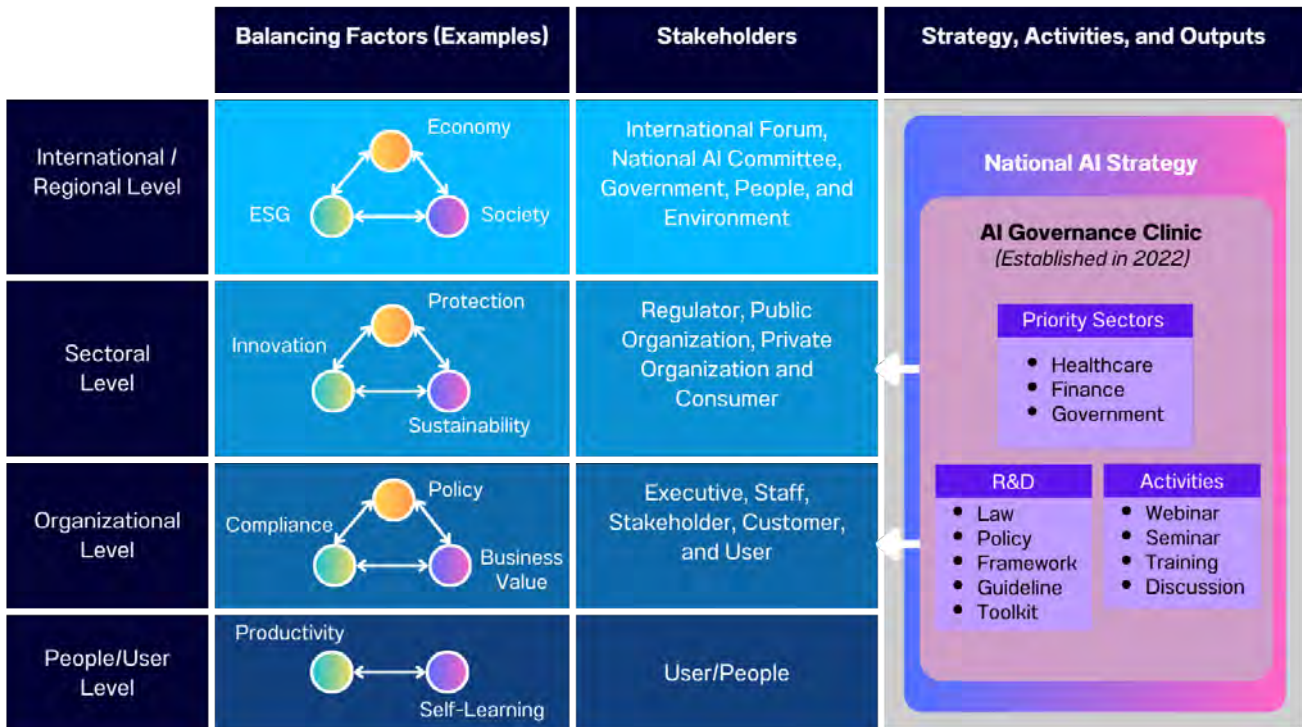 Balancing Factors (Examples)
Stakeholders
Strategy, Activities, and Outputs
International /
Regional Level
Economy
ESG
Society
International Forum,
National AI Committee,
Government, People, and
Environment
Sectoral
Level
Protection
Innovation
Sustainability
Regulator, Public
Organization, Private
Organization and
Consumer
Organizational
Level
Policy
Compliance
Business
Value
Executive, Staff,
Stakeholder, Customer,
and User
People/User
Level
Productivity
Self-Learning
User/People
National AI Strategy
AI Governance Clinic
(Established in 2022)
Priority Sectors
• Healthcare
• Finance
• Government
R&D
• Law
• Policy
• Framework
• Guideline
• Toolkit
Activities
• Webinar
• Seminar
• Training
• Discussion